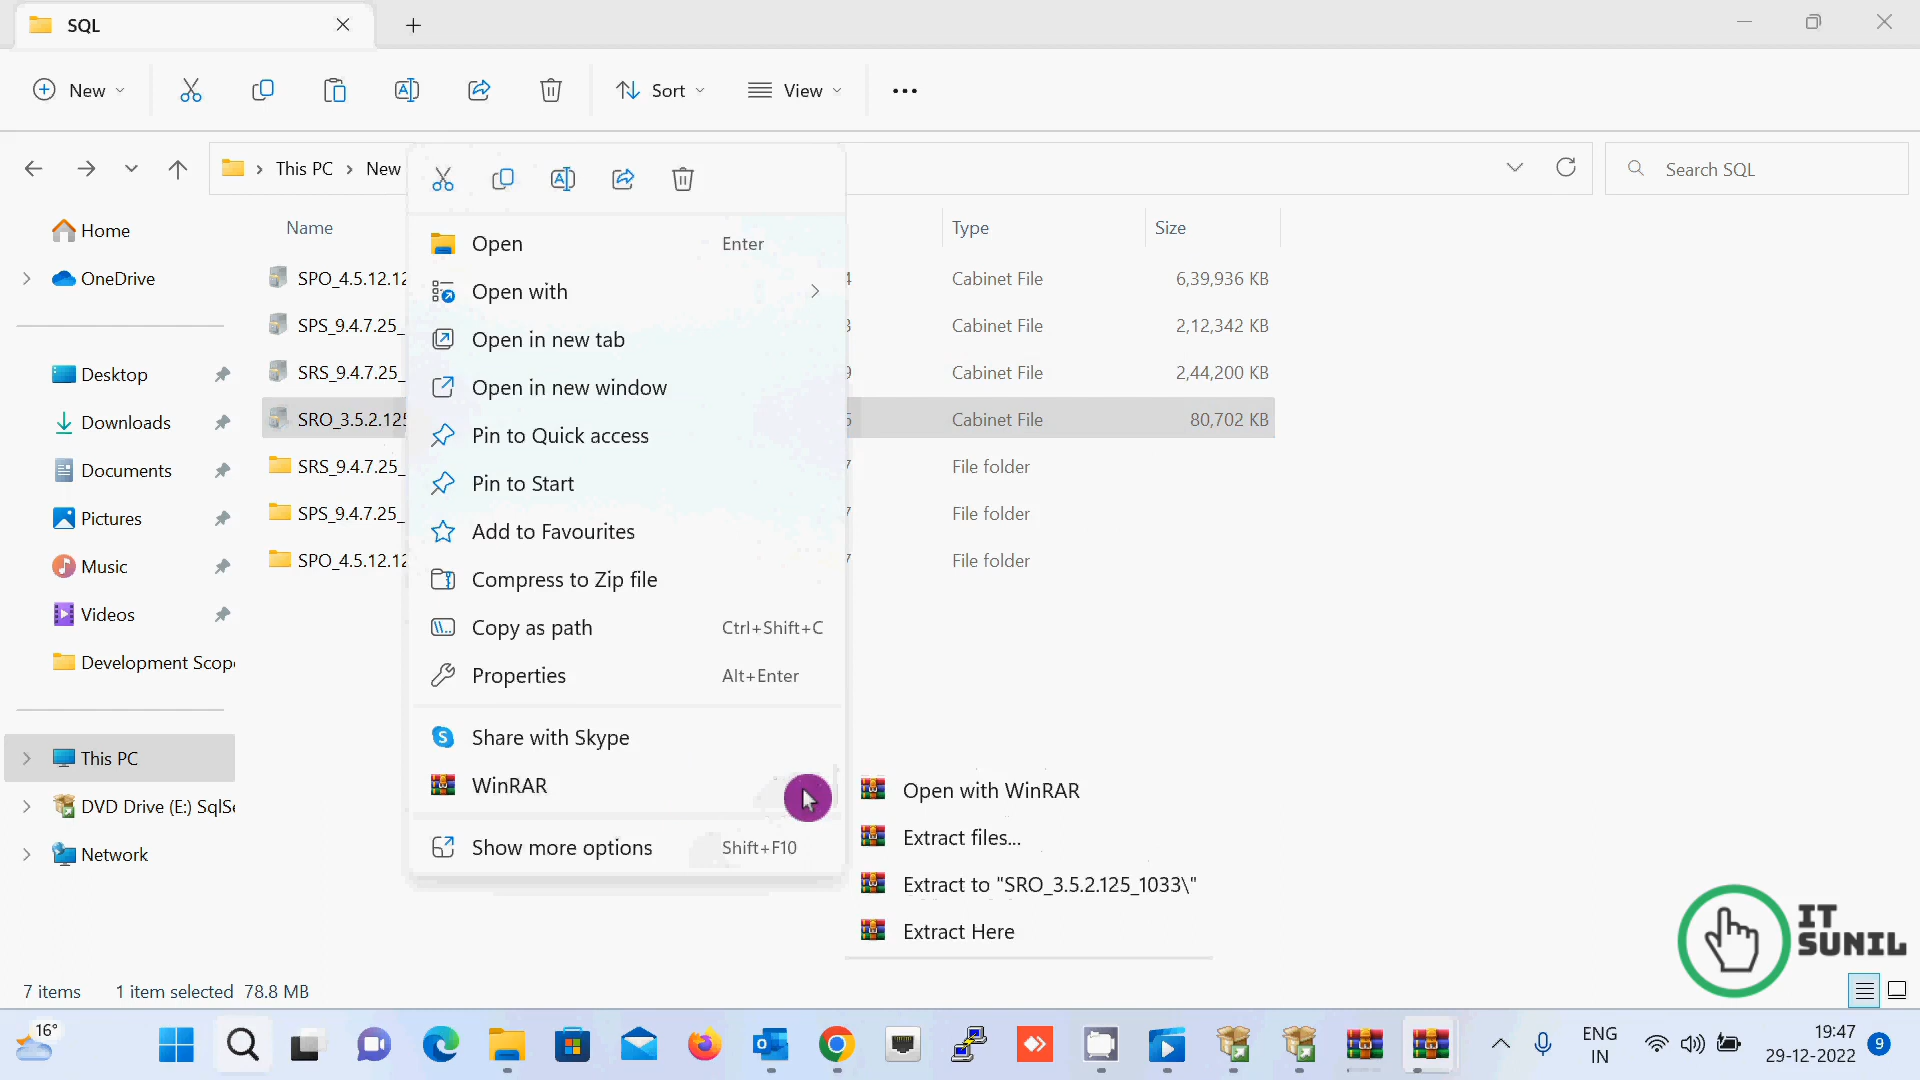 SQL
New
Sort
View
This PC
New
Search SQL
Home
OneDrive
Desktop
Downloads
Documents
Pictures
Music
Videos
Development Scop
This PC
DVD Drive (E:) SqlSe
Network
Name
Type
Size
SPO_4.5.12.12
Cabinet File
6,39,936 KB
SPS_9.4.7.25_
Cabinet File
2,12,342 KB
SRS_9.4.7.25_
Cabinet File
2,44,200 KB
SRO_3.5.2.125
Cabinet File
80,702 KB
SRS_9.4.7.25_
File folder
SPS_9.4.7.25_
File folder
SPO_4.5.12.12
File folder
Open Enter
Open with
Open in new tab
Open in new window
Pin to Quick access
Pin to Start
Add to Favourites
Compress to Zip file
Copy as path Ctrl+Shift+C
Properties Alt+Enter
Share with Skype
WinRAR
Show more options Shift+F10
Open with WinRAR
Extract files...
Extract to "SRO_3.5.2.125_1033\"
Extract Here
IT
SUNIL
7 items 1 item selected 78.8 MB
16°
ENG
IN
19:47
29-12-2022
9